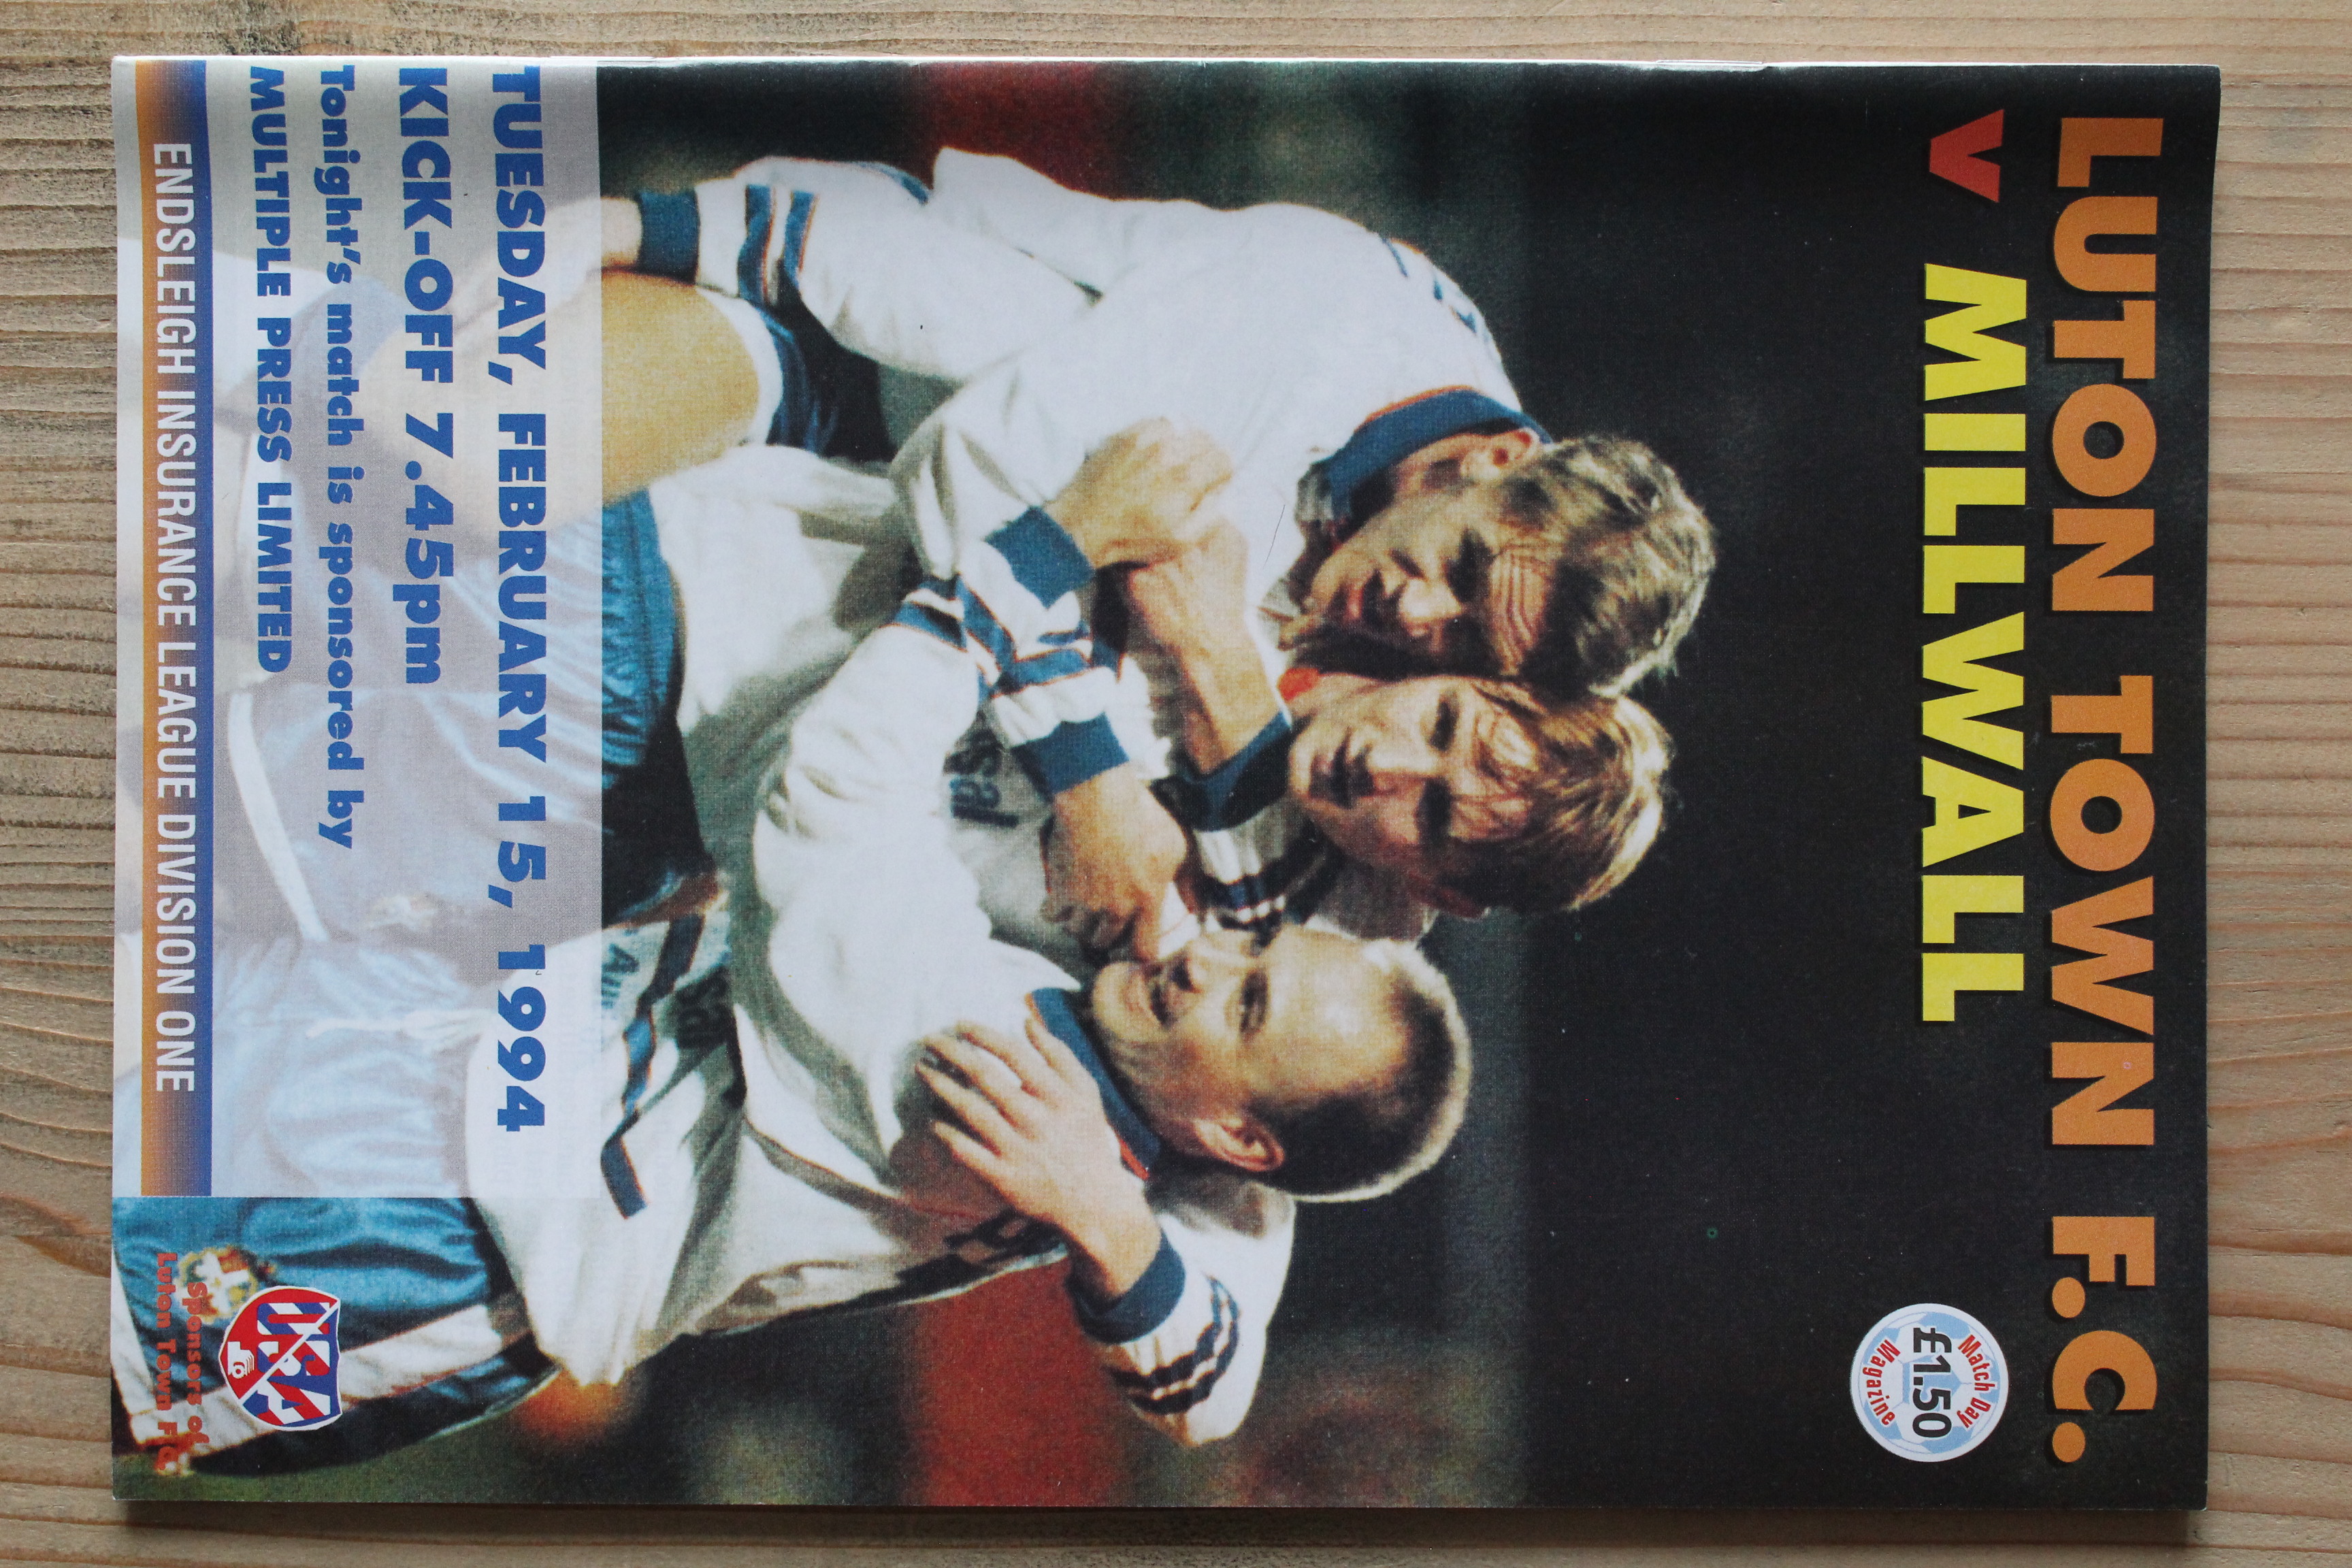 LUTON TOWN F.C.
V MILLWALL
Match Day
£1.50
Magazine
TUESDAY, FEBRUARY 15, 1994
KICK-OFF 7.45pm
Tonight's match is sponsored by
MULTIPLE PRESS LIMITED
ENDSLEIGH INSURANCE LEAGUE DIVISION ONE
Sponsors of
Luton Town F.C.